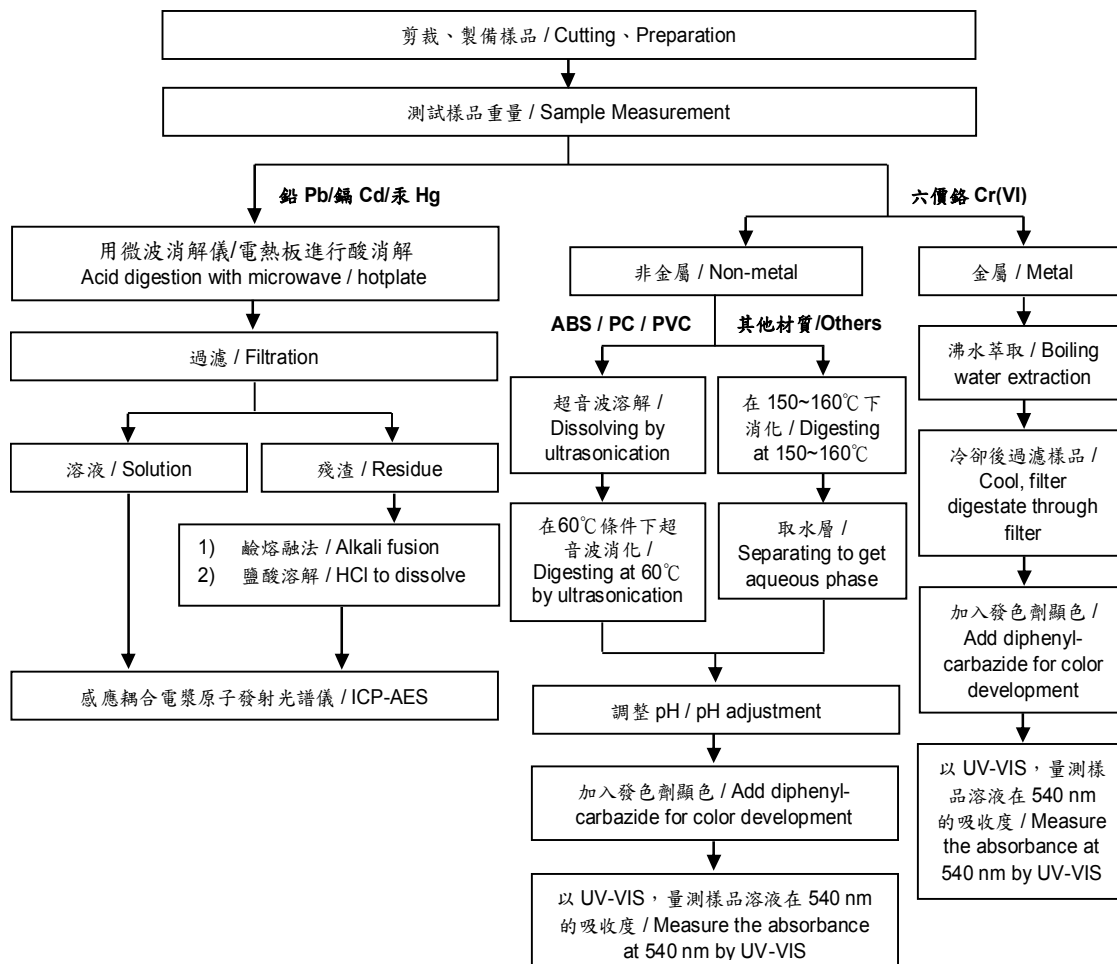 剪裁、製備樣品 / Cutting、Preparation
測試樣品重量 / Sample Measurement
鉛 Pb/鎘 Cd/汞 Hg
用微波消解儀/電熱板進行酸消解
Acid digestion with microwave / hotplate
過濾 / Filtration
溶液 / Solution
殘渣 / Residue
1) 鹼熔融法 / Alkali fusion
2) 鹽酸溶解 / HCl to dissolve
感應耦合電漿原子發射光譜儀 / ICP-AES
六價鉻 Cr(VI)
非金屬 / Non-metal
ABS / PC / PVC
超音波溶解 /
Dissolving by
ultrasonication
在60℃條件下超
音波消化 /
Digesting at 60℃
by ultrasonication
其他材質/Others
在 150~160℃下
消化 / Digesting
at 150~160℃
取水層 /
Separating to get
aqueous phase
調整 pH / pH adjustment
加入發色劑顯色 / Add diphenyl-
carbazide for color development
以 UV-VIS，量測樣品溶液在 540 nm
的吸收度 / Measure the absorbance
at 540 nm by UV-VIS
金屬 / Metal
沸水萃取 / Boiling
water extraction
冷卻後過濾樣品 /
Cool, filter
digestate through
filter
加入發色劑顯色 /
Add diphenyl-
carbazide for color
development
以 UV-VIS，量測樣
品溶液在 540 nm
的吸收度 / Measure
the absorbance at
540 nm by UV-VIS